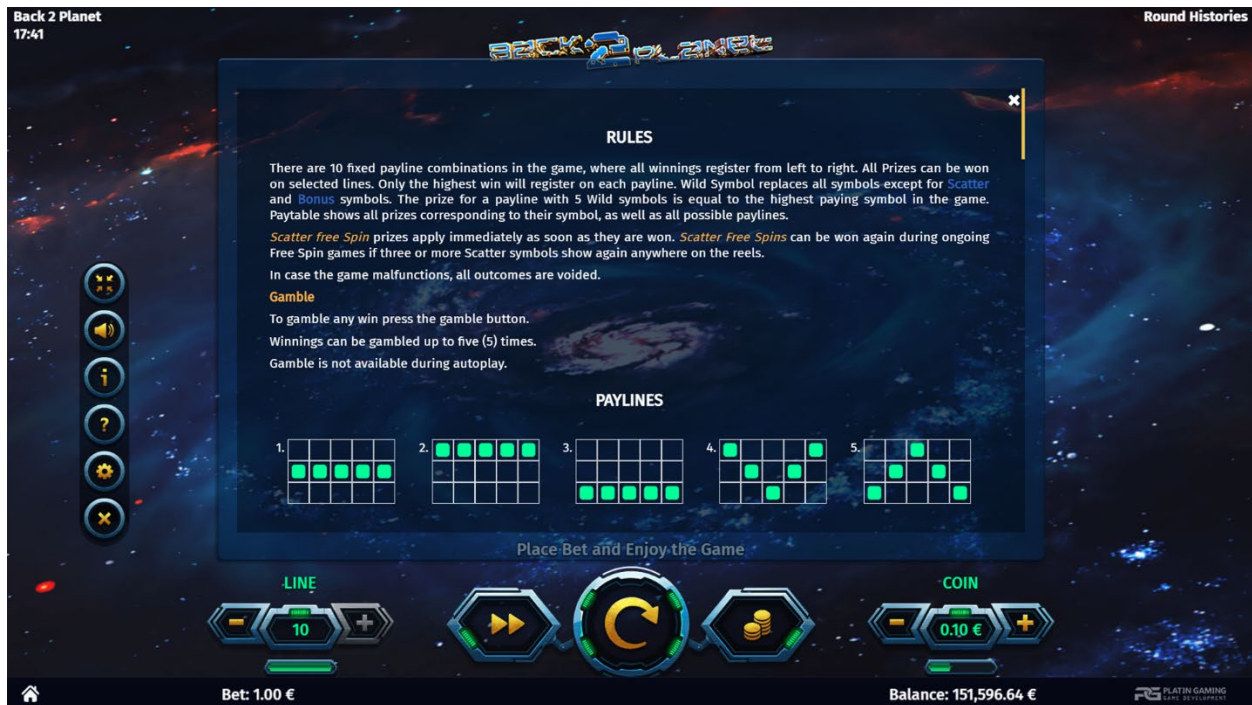 Back 2 Planet
Round Histories
17:41
BACK 2 PLANET
RULES
There are 10 fixed payline combinations in the game, where all winnings register from left to right. All Prizes can be won
on selected lines. Only the highest win will register on each payline. Wild Symbol replaces all symbols except for Scatter
and Bonus symbols. The prize for a payline with 5 Wild symbols is equal to the highest paying symbol in the game.
Paytable shows all prizes corresponding to their symbol, as well as all possible paylines.
Scatter free Spin prizes apply immediately as soon as they are won. Scatter Free Spins can be won again during ongoing
Free Spin games if three or more Scatter symbols show again anywhere on the reels.
In case the game malfunctions, all outcomes are voided.
Gamble
To gamble any win press the gamble button.
Winnings can be gambled up to five (5) times.
Gamble is not available during autoplay.
PAYLINES
1. 2. 3. 4. 5.
Place Bet and Enjoy the Game
LINE
COIN
10
0.10 €
Bet: 1.00 €
Balance: 151,596.64 €
PG PLATIN GAMING
GAME DEVELOPMENT